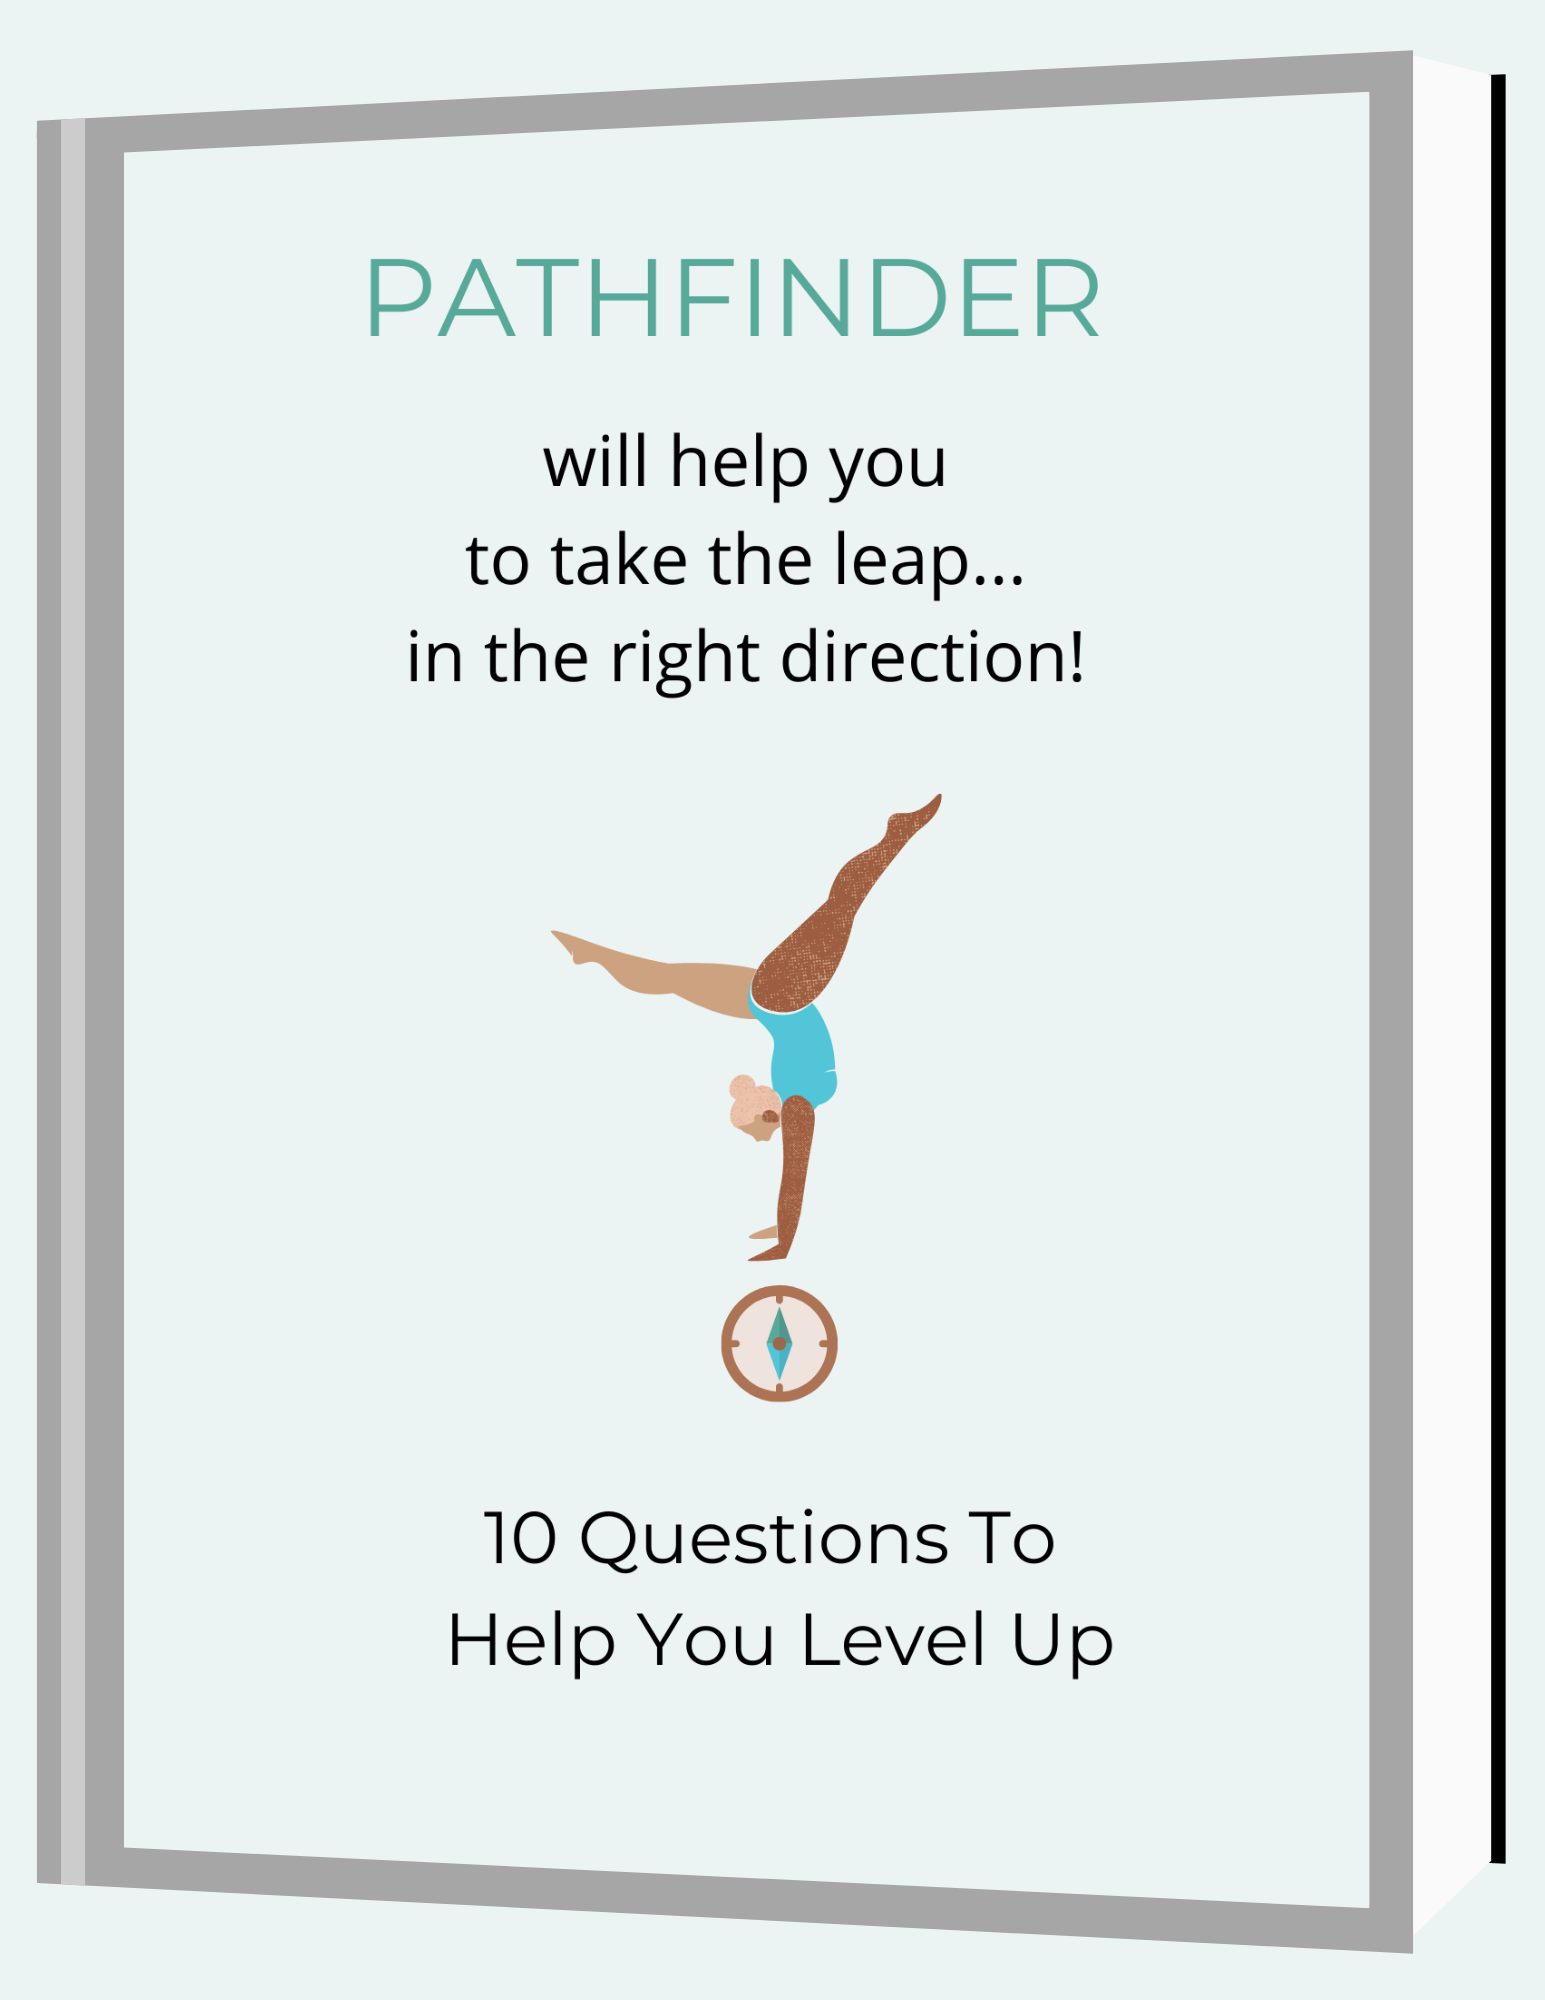 PATHFINDER
will help you
to take the leap...
in the right direction!
10 Questions To
Help You Level Up